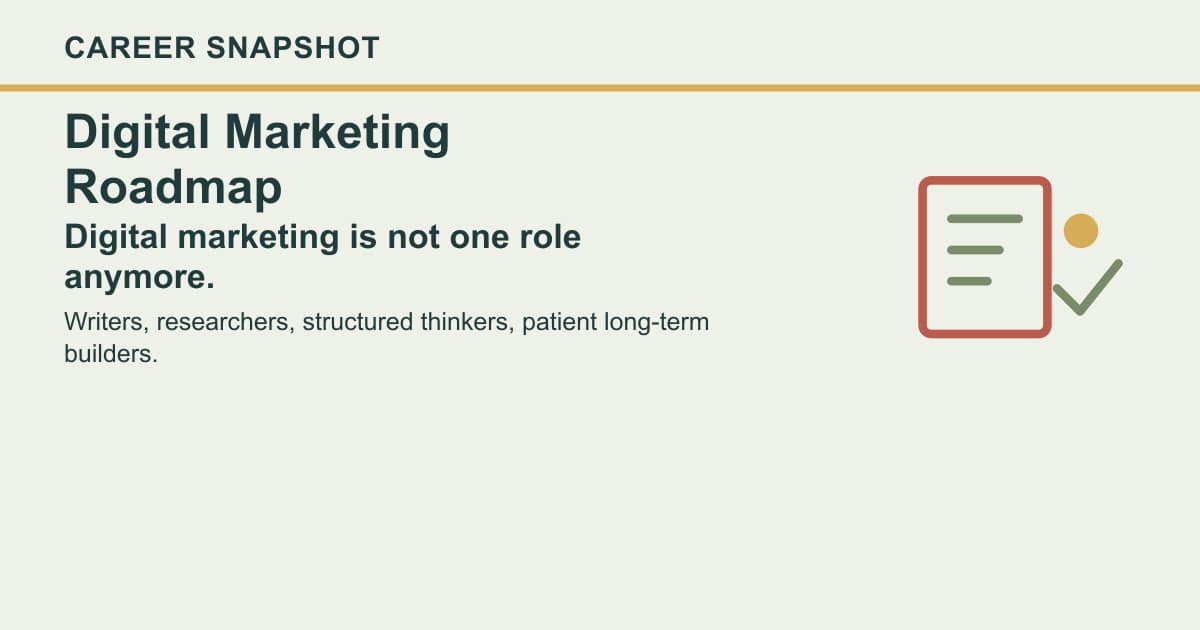 CAREER SNAPSHOT
Digital Marketing
Roadmap
Digital marketing is not one role
anymore.
Writers, researchers, structured thinkers, patient long-term
builders.